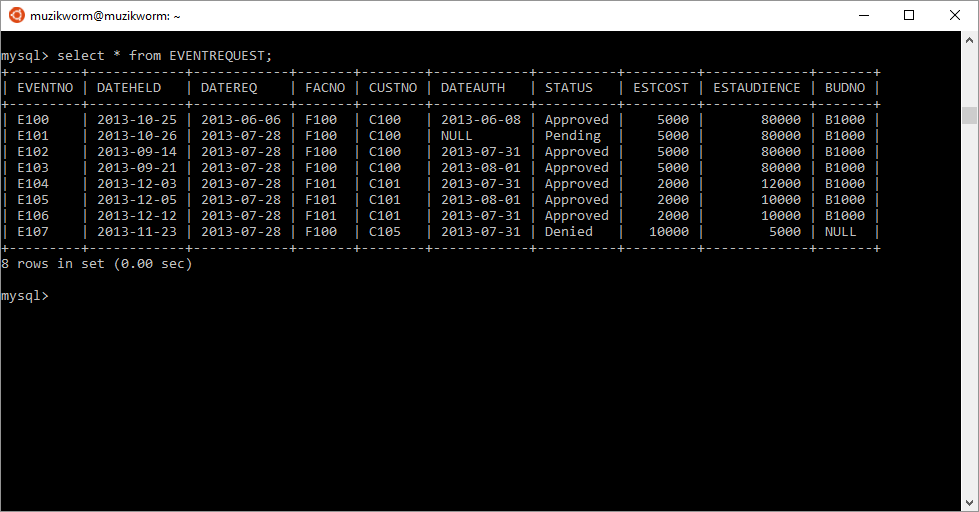 muzikworm@muzikworm: ~
mysql> select * from EVENTREQUEST;
+---------+------------+------------+-------+--------+------------+----------+---------+-------------+-------+
| EVENTNO | DATEHELD   | DATEREQ    | FACNO | CUSTNO | DATEAUTH   | STATUS   | ESTCOST | ESTAUDIENCE | BUDNO |
+---------+------------+------------+-------+--------+------------+----------+---------+-------------+-------+
| E100    | 2013-10-25 | 2013-06-06 | F100  | C100   | 2013-06-08 | Approved |    5000 |       80000 | B1000 |
| E101    | 2013-10-26 | 2013-07-28 | F100  | C100   | NULL       | Pending  |    5000 |       80000 | B1000 |
| E102    | 2013-09-14 | 2013-07-28 | F100  | C100   | 2013-07-31 | Approved |    5000 |       80000 | B1000 |
| E103    | 2013-09-21 | 2013-07-28 | F100  | C100   | 2013-08-01 | Approved |    5000 |       80000 | B1000 |
| E104    | 2013-12-03 | 2013-07-28 | F101  | C101   | 2013-07-31 | Approved |    2000 |       12000 | B1000 |
| E105    | 2013-12-05 | 2013-07-28 | F101  | C101   | 2013-08-01 | Approved |    2000 |       10000 | B1000 |
| E106    | 2013-12-12 | 2013-07-28 | F101  | C101   | 2013-07-31 | Approved |    2000 |       10000 | B1000 |
| E107    | 2013-11-23 | 2013-07-28 | F100  | C105   | 2013-07-31 | Denied   |   10000 |        5000 | NULL  |
+---------+------------+------------+-------+--------+------------+----------+---------+-------------+-------+
8 rows in set (0.00 sec)
mysql>